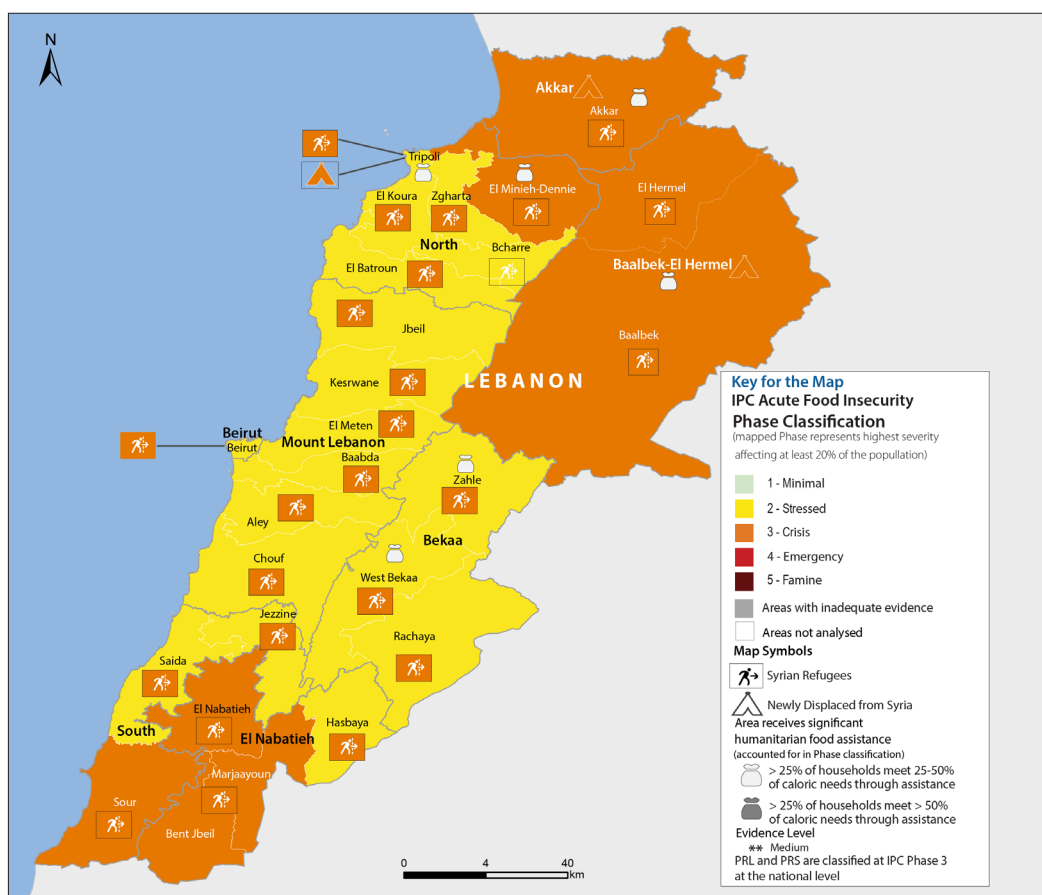 N
Akkar
Akkar
Tripoli
El Minieh-Dennie
El Hermel
El Koura
Zgharta
North
Bcharre
El Batroun
Baalbek-El Hermel
Baalbek
Jbeil
Kesrwane
LEBANON
El Meten
Beirut
Beirut
Mount Lebanon
Baabda
Zahle
Aley
Bekaa
Chouf
West Bekaa
Jezzine
Rachaya
Saida
El Nabatieh
Hasbaya
South
El Nabatieh
Marjaayoun
Sour
Bent Jbeil
0
4
40
km
Key for the Map
IPC Acute Food Insecurity
Phase Classification
(mapped Phase represents highest severity
affecting at least 20% of the popullation)
1 - Minimal
2 - Stressed
3 - Crisis
4 - Emergency
5 - Famine
Areas with inadequate evidence
Areas not analysed
Map Symbols
Syrian Refugees
Newly Displaced from Syria
Area receives significant
humanitarian food assistance
(accounted for in Phase classification)
> 25% of households meet 25-50%
of caloric needs through assistance
> 25% of households meet > 50%
of caloric needs through assistance
Evidence Level
** Medium
PRL and PRS are classified at IPC Phase 3
at the national level